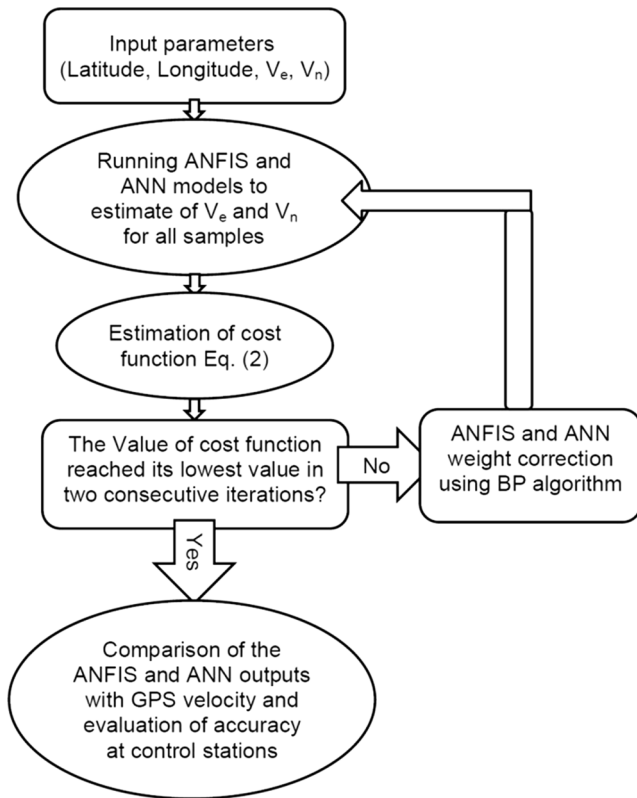 Input parameters
(Latitude, Longitude, Vₑ, Vₙ)
Running ANFIS and
ANN models to
estimate of Vₑ and Vₙ
for all samples
Estimation of cost
function Eq. (2)
The Value of cost function
reached its lowest value in
two consecutive iterations?
No
ANFIS and ANN
weight correction
using BP algorithm
Yes
Comparison of the
ANFIS and ANN outputs
with GPS velocity and
evaluation of accuracy
at control stations